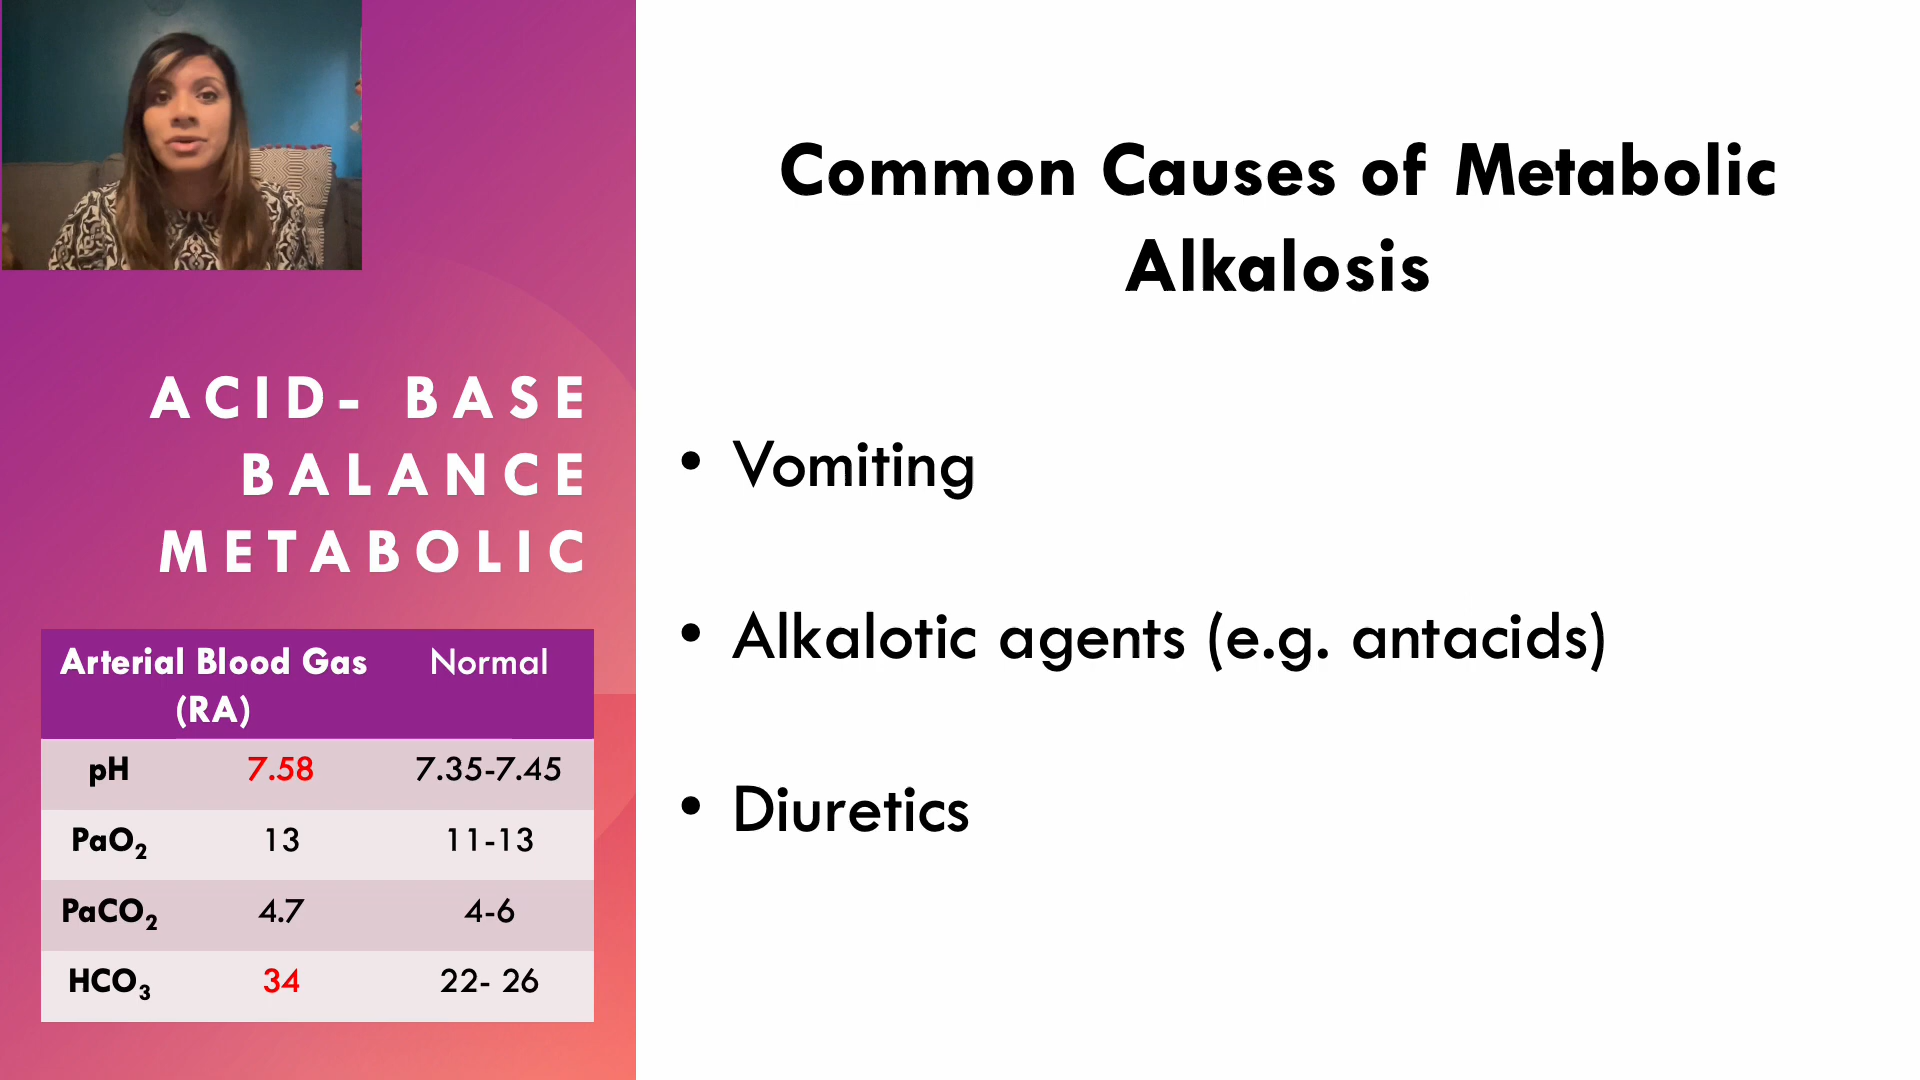 ACID- BASE
BALANCE
METABOLIC
Arterial Blood Gas Normal
(RA)
pH 7.58 7.35-7.45
PaO₂ 13 11-13
PaCO₂ 4.7 4-6
HCO₃ 34 22- 26
Common Causes of Metabolic
Alkalosis
• Vomiting
• Alkalotic agents (e.g. antacids)
• Diuretics